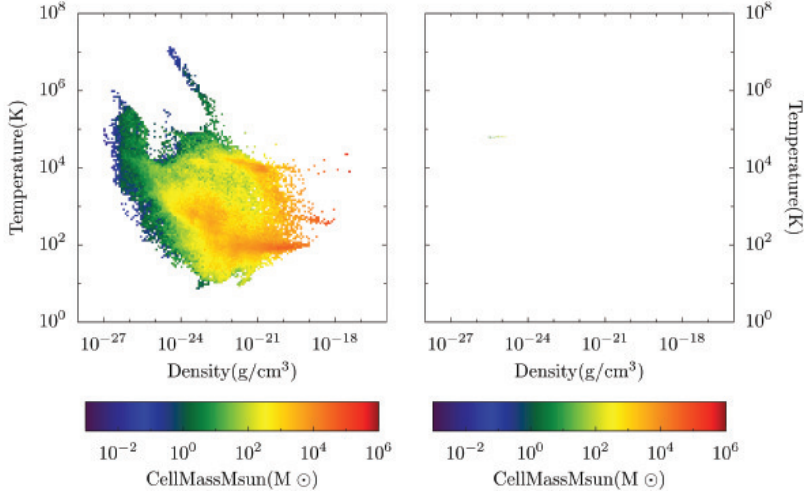 10^8 10^8
10^6 10^6
10^4 10^4
10^2 10^2
10^0 10^0
Temperature(K) Temperature(K)
10^−27 10^−24 10^−21 10^−18 10^−27 10^−24 10^−21 10^−18
Density(g/cm^3) Density(g/cm^3)
10^−2 10^0 10^2 10^4 10^6 10^−2 10^0 10^2 10^4 10^6
CellMassMsun(M ⊙) CellMassMsun(M ⊙)